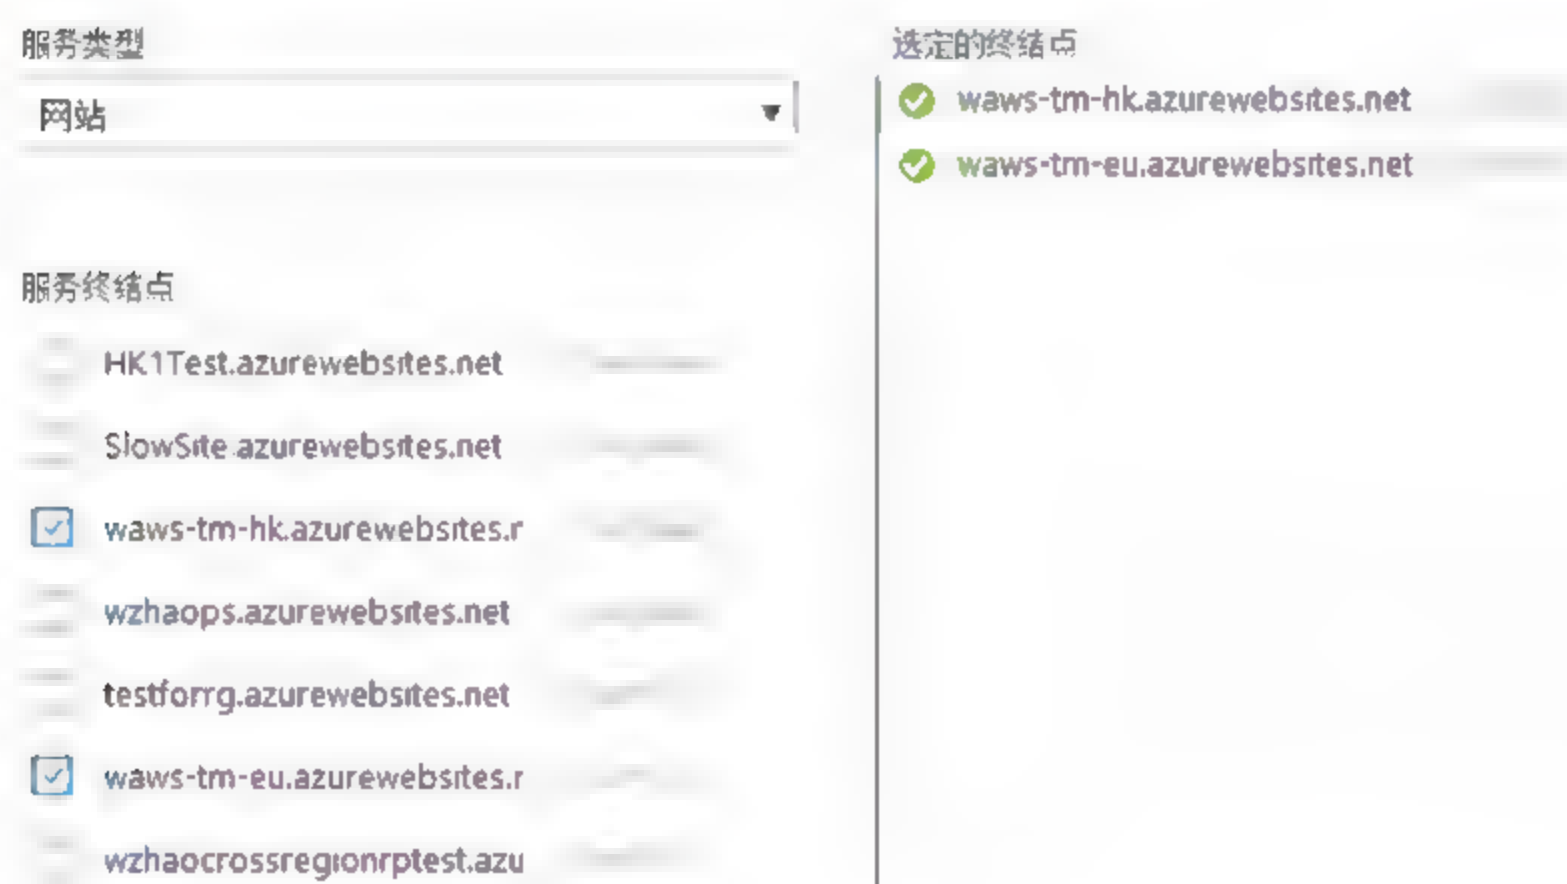 服务类型
网站
服务终结点
HK1Test.azurewebsites.net
SlowSite.azurewebsites.net
waws-tm-hk.azurewebsites.r
wzhaops.azurewebsites.net
testforrg.azurewebsites.net
waws-tm-eu.azurewebsites.r
wzhaocrossregionrptest.azu
选定的终结点
waws-tm-hk.azurewebsites.net
waws-tm-eu.azurewebsites.net